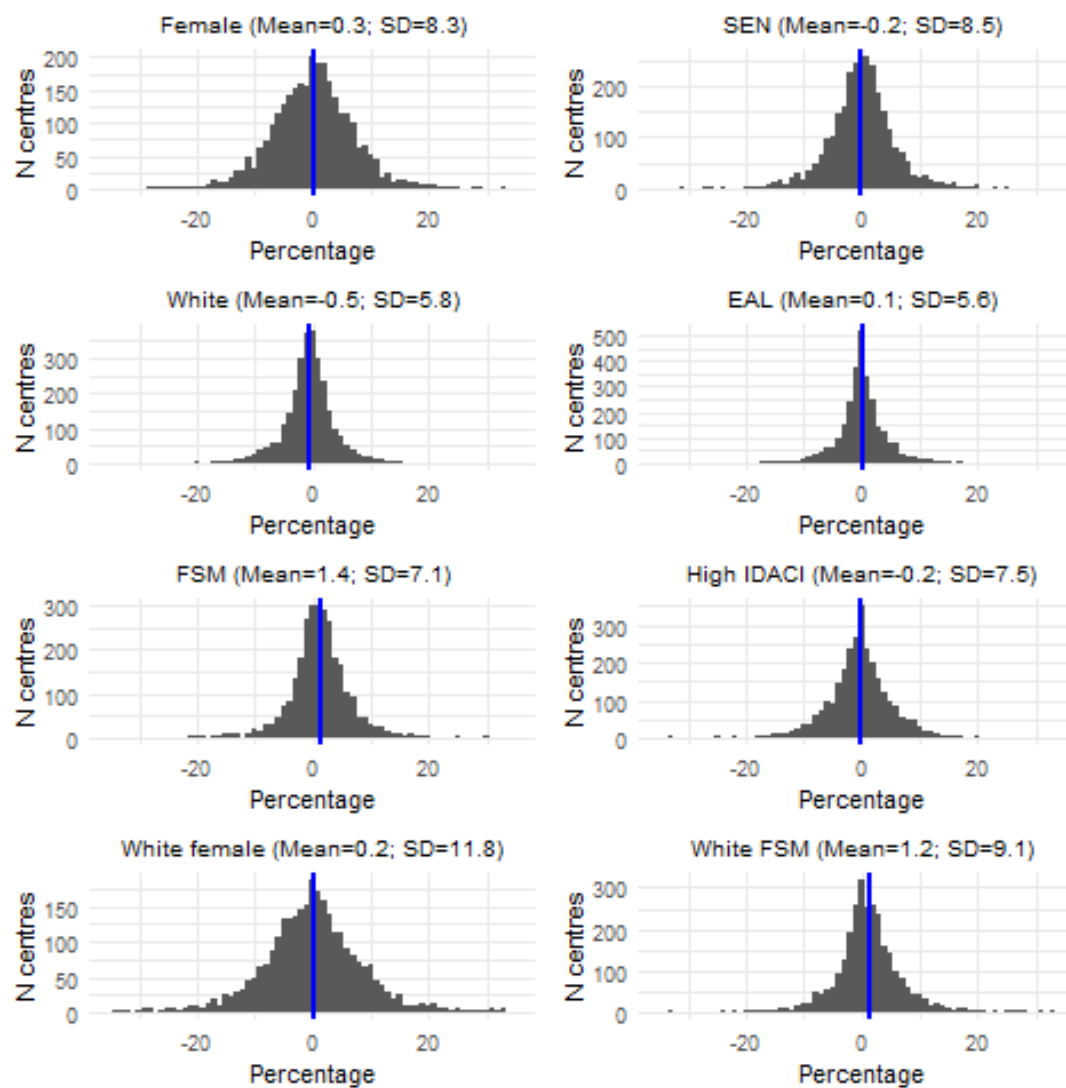 Female (Mean=0.3; SD=8.3)
N centres
200
150
100
50
0
-20 0 20
Percentage
SEN (Mean=-0.2; SD=8.5)
N centres
200
100
0
-20 0 20
Percentage
White (Mean=-0.5; SD=5.8)
N centres
300
200
100
0
-20 0 20
Percentage
EAL (Mean=0.1; SD=5.6)
N centres
500
400
300
200
100
0
-20 0 20
Percentage
FSM (Mean=1.4; SD=7.1)
N centres
300
200
100
0
-20 0 20
Percentage
High IDACI (Mean=-0.2; SD=7.5)
N centres
300
200
100
0
-20 0 20
Percentage
White female (Mean=0.2; SD=11.8)
N centres
150
100
50
0
-20 0 20
Percentage
White FSM (Mean=1.2; SD=9.1)
N centres
300
200
100
0
-20 0 20
Percentage